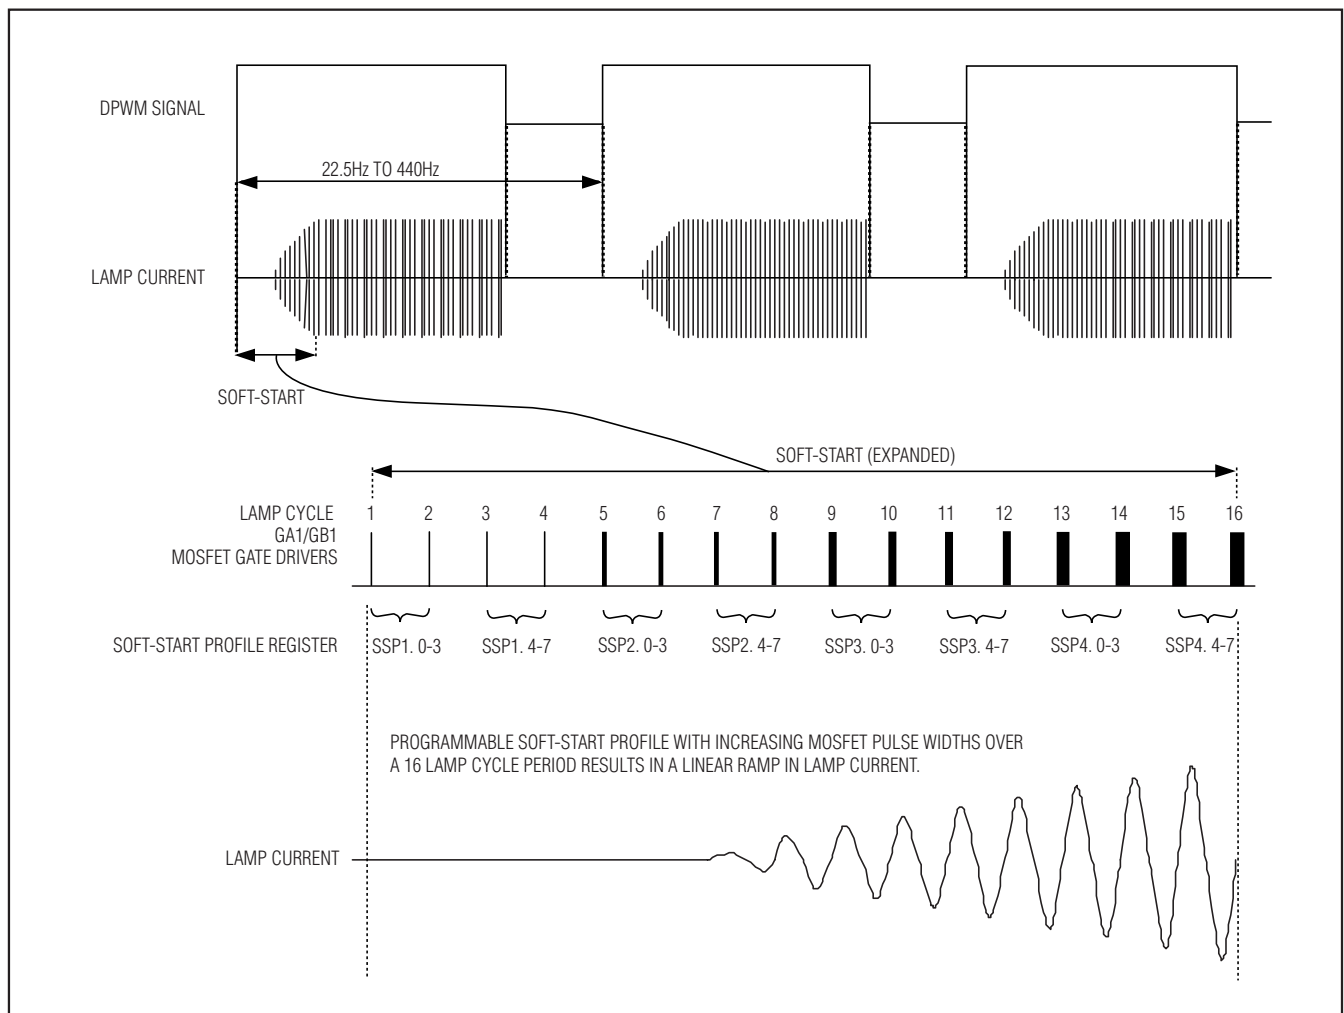 DPWM SIGNAL
22.5Hz TO 440Hz
LAMP CURRENT
SOFT-START
SOFT-START (EXPANDED)
LAMP CYCLE 1 2 3 4 5 6 7 8 9 10 11 12 13 14 15 16
GA1/GB1
MOSFET GATE DRIVERS
SOFT-START PROFILE REGISTER SSP1. 0-3 SSP1. 4-7 SSP2. 0-3 SSP2. 4-7 SSP3. 0-3 SSP3. 4-7 SSP4. 0-3 SSP4. 4-7
PROGRAMMABLE SOFT-START PROFILE WITH INCREASING MOSFET PULSE WIDTHS OVER
A 16 LAMP CYCLE PERIOD RESULTS IN A LINEAR RAMP IN LAMP CURRENT.
LAMP CURRENT